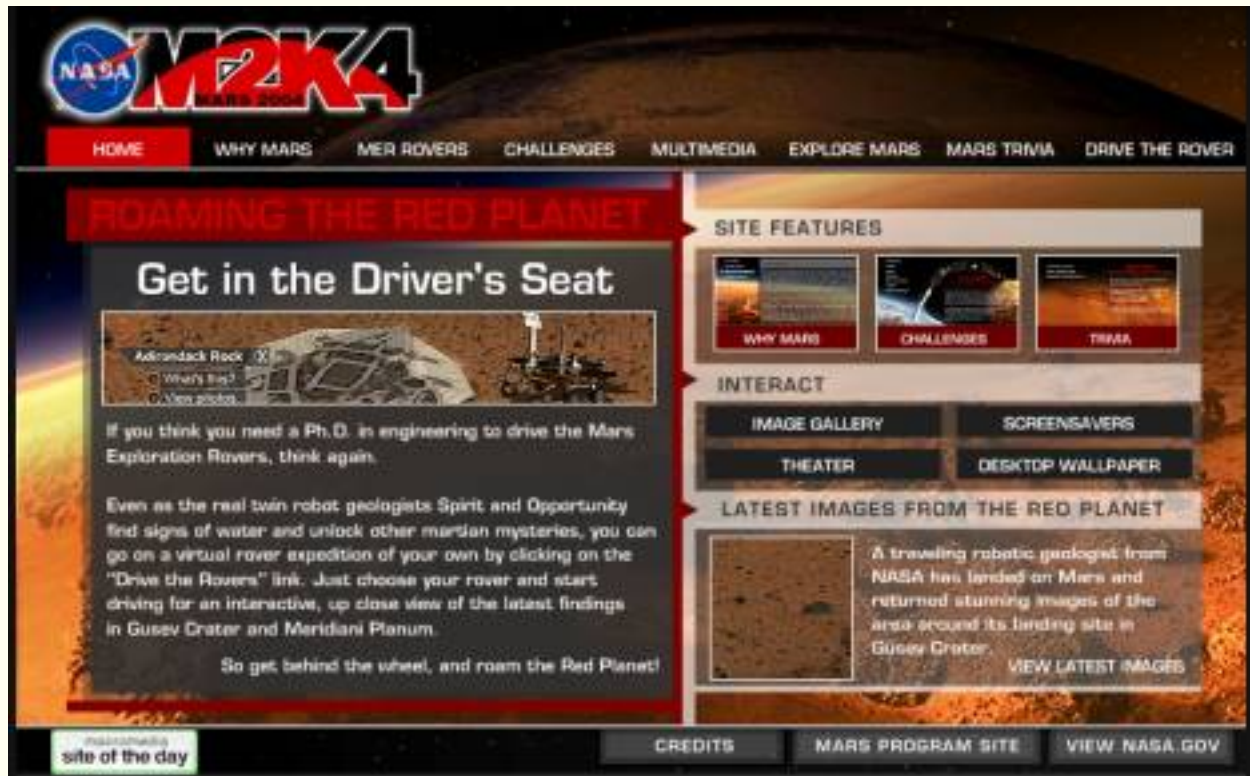 NASA
M2K4
MARS 2004
HOME WHY MARS MER ROVERS CHALLENGES MULTIMEDIA EXPLORE MARS MARS TRIVIA DRIVE THE ROVER
ROAMING THE RED PLANET
Get in the Driver's Seat
Adirondack Rock X
What's this?
View photos
If you think you need a Ph.D. in engineering to drive the Mars
Exploration Rovers, think again.
Even as the real twin robot geologists Spirit and Opportunity
find signs of water and unlock other martian mysteries, you can
go on a virtual rover expedition of your own by clicking on the
"Drive the Rovers" link. Just choose your rover and start
driving for an interactive, up close view of the latest findings
in Gusev Crater and Meridiani Planum.
So get behind the wheel, and roam the Red Planet!
SITE FEATURES
WHY MARS CHALLENGES TRIVIA
INTERACT
IMAGE GALLERY SCREENSAVERS
THEATER DESKTOP WALLPAPER
LATEST IMAGES FROM THE RED PLANET
A traveling robotic geologist from
NASA has landed on Mars and
returned stunning images of the
area around its landing site in
Gusev Crater.
VIEW LATEST IMAGES
macromedia
site of the day
CREDITS MARS PROGRAM SITE VIEW NASA.GOV